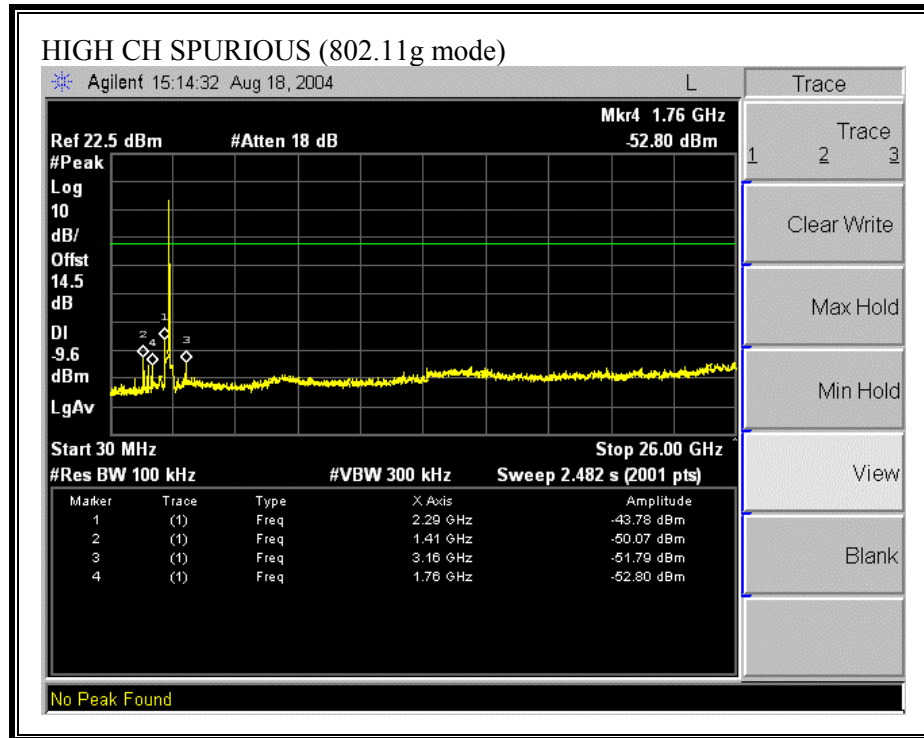 HIGH CH SPURIOUS (802.11g mode)
Agilent 15:14:32 Aug 18, 2004 L
Trace
Mkr4 1.76 GHz
Ref 22.5 dBm #Atten 18 dB -52.80 dBm
#Peak
Log
10
dB/
Offst
14.5
dB
DI
-9.6
dBm
LgAv
1
2
4
3
Start 30 MHz Stop 26.00 GHz
#Res BW 100 kHz #VBW 300 kHz Sweep 2.482 s (2001 pts)
Marker Trace Type X Axis Amplitude
1 (1) Freq 2.29 GHz -43.78 dBm
2 (1) Freq 1.41 GHz -50.07 dBm
3 (1) Freq 3.16 GHz -51.79 dBm
4 (1) Freq 1.76 GHz -52.80 dBm
No Peak Found
Trace
1 2 3
Clear Write
Max Hold
Min Hold
View
Blank